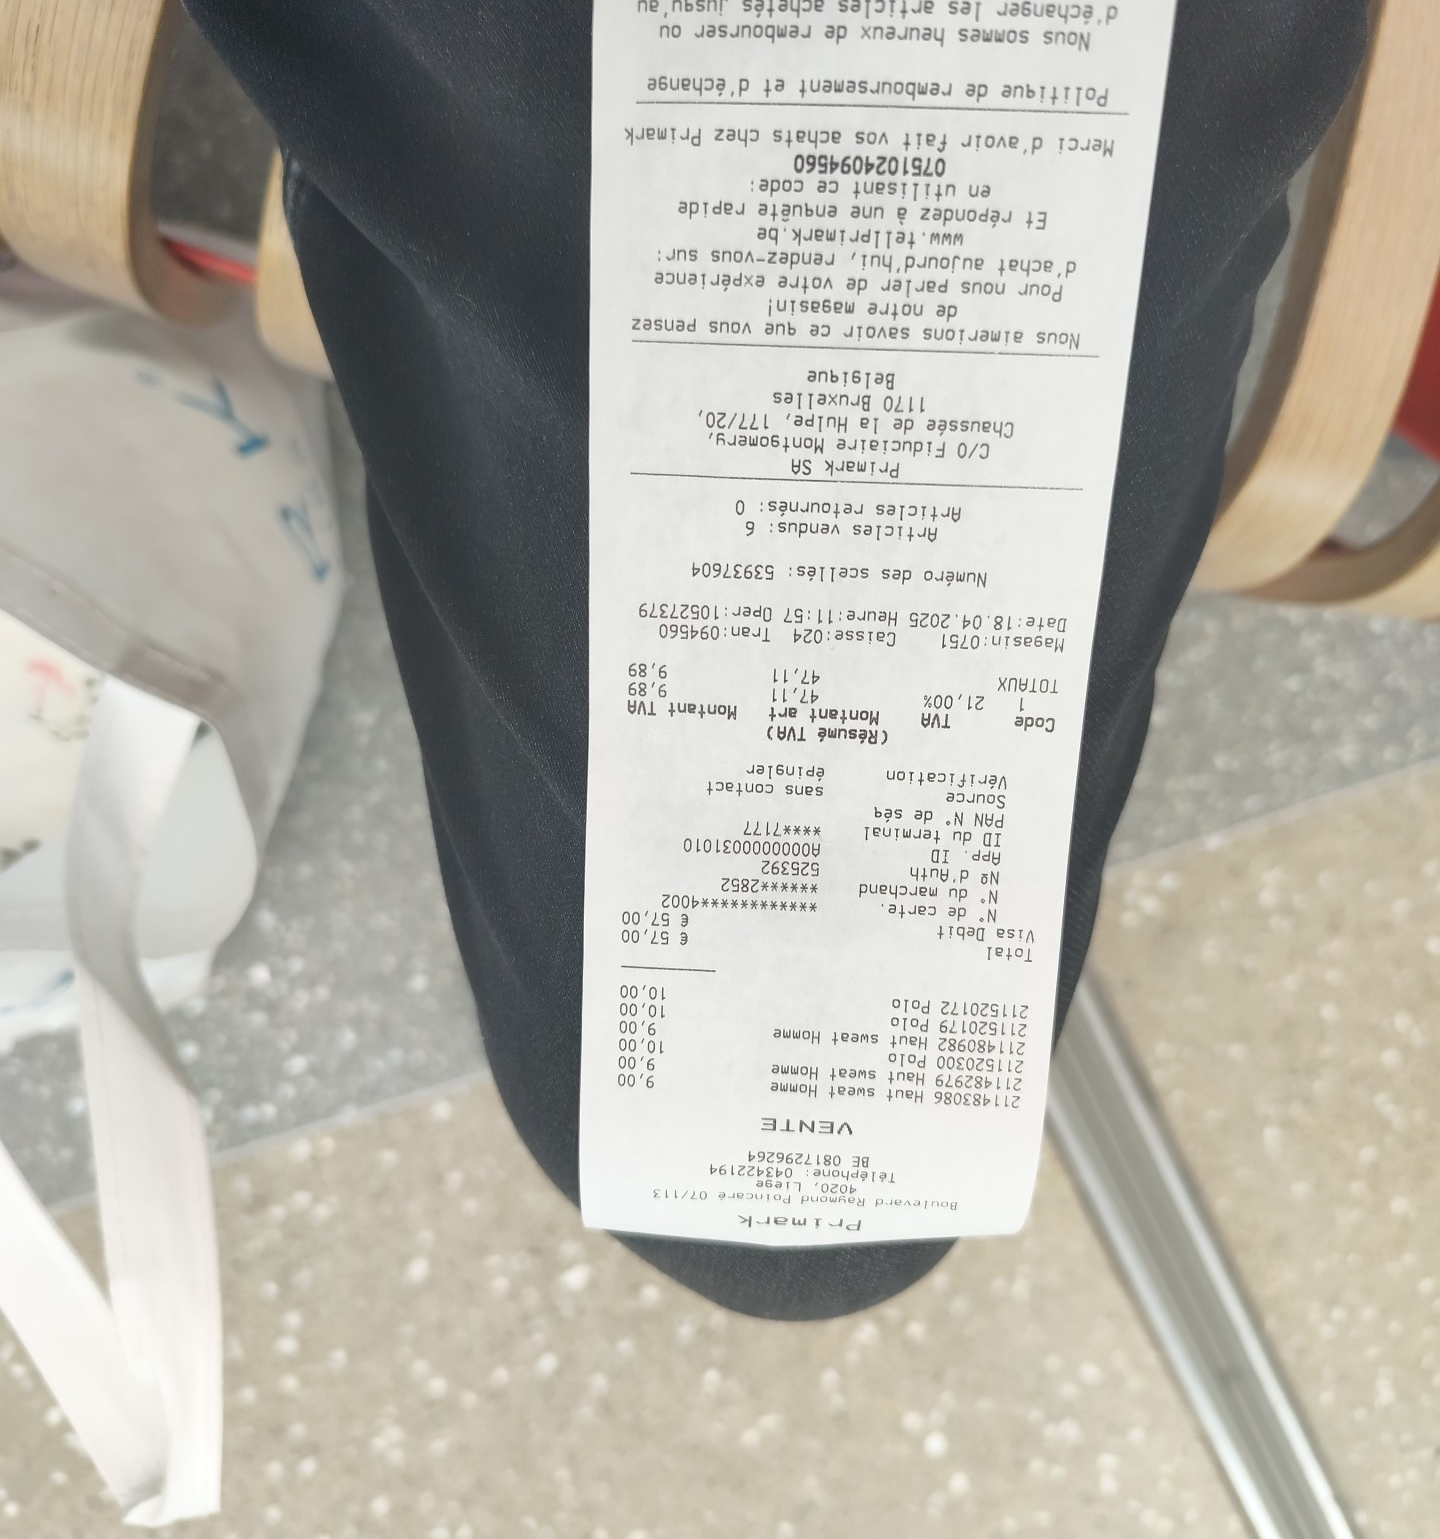 Primark
Boulevard Raymond Poincaré 07/113
4020, Liege
Téléphone: 043422194
BE 0817296264
VENTE
211483086 Haut sweat Homme 9,00
211482979 Haut sweat Homme 9,00
211520300 Polo 10,00
211480982 Haut sweat Homme 9,00
211520179 Polo 10,00
211520172 Polo 10,00
Total € 57,00
Visa Debit € 57,00
N° de carte. ************4002
N° du marchand ******2852
Nº d'Auth 525392
App. ID A0000000031010
ID du terminal ****7177
PAN N° de séq
Source sans contact
Vérification épingler
(Résumé TVA)
Code TVA Montant art Montant TVA
1 21,00% 47,11 9,89
TOTAUX 47,11 9,89
Magasin:0751 Caisse:024 Tran:094560
Date:18.04.2025 Heure:11:57 Oper:10527379
Numéro des scellés: 53937604
Articles vendus: 6
Articles retournés: 0
Primark SA
C/O Fiduciaire Montgomery,
Chaussée de la Hulpe, 177/20,
1170 Bruxelles
Belgique
Nous aimerions savoir ce que vous pensez
de notre magasin!
Pour nous parler de votre expérience
d'achat aujourd'hui, rendez-vous sur:
www.tellprimark.be
Et répondez à une enquête rapide
en utilisant ce code:
0751024094560
Merci d'avoir fait vos achats chez Primark
Politique de remboursement et d'échange
Nous sommes heureux de rembourser ou
d'échanger les articles achetés jusqu'au